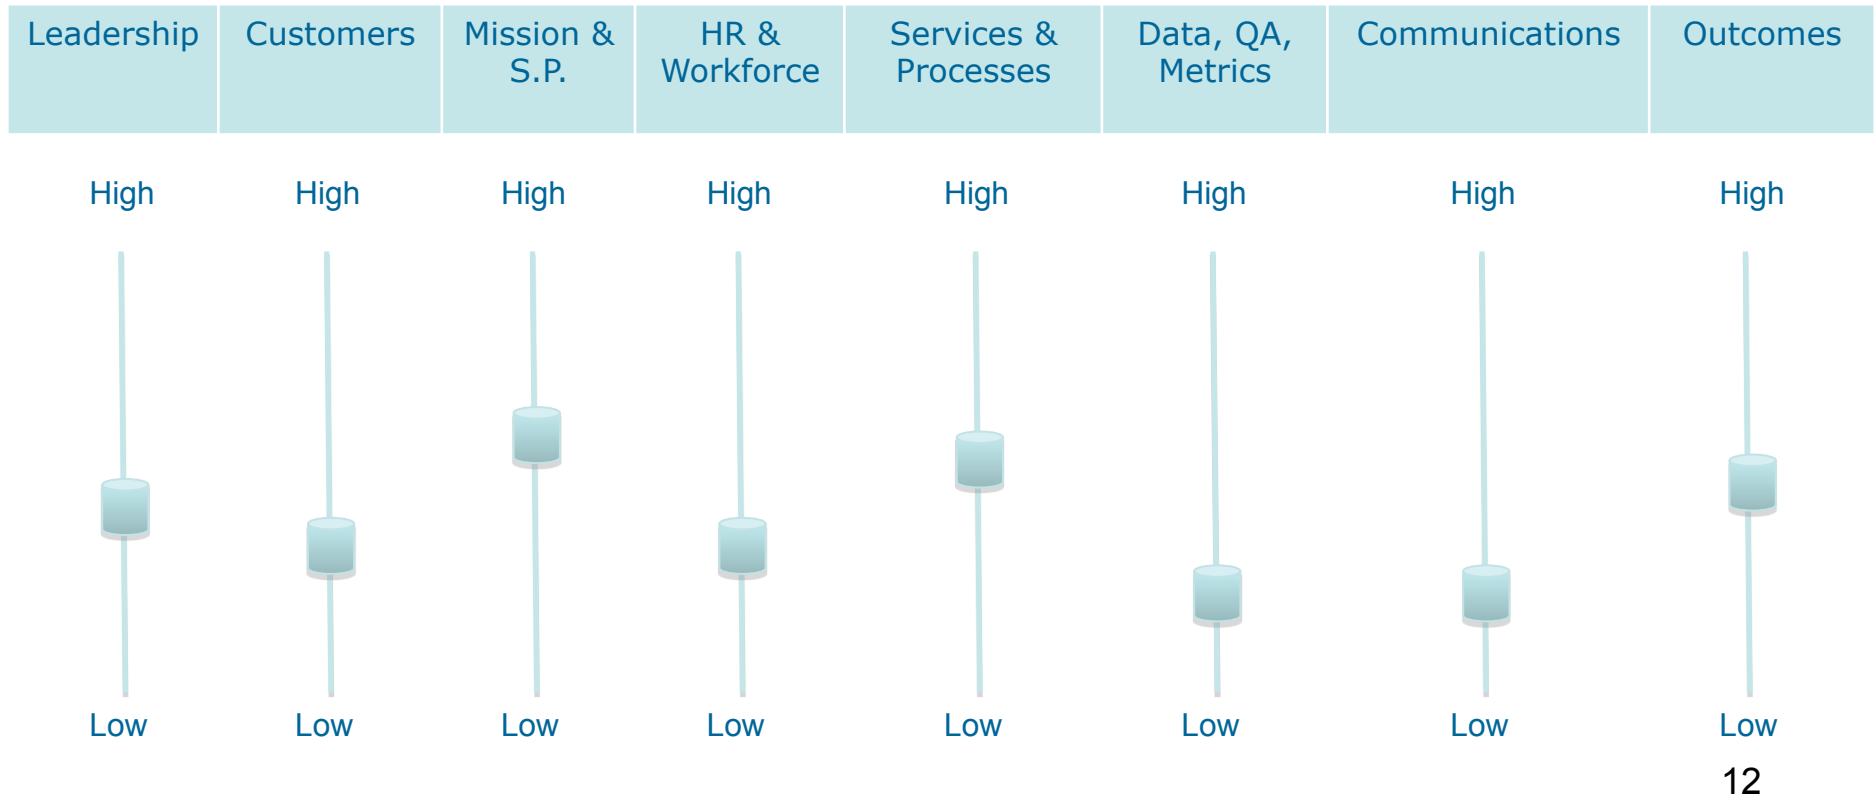 Leadership
Customers
Mission &
S.P.
HR &
Workforce
Services &
Processes
Data, QA,
Metrics
Communications
Outcomes
High High High High High High High High
Low Low Low Low Low Low Low Low
12